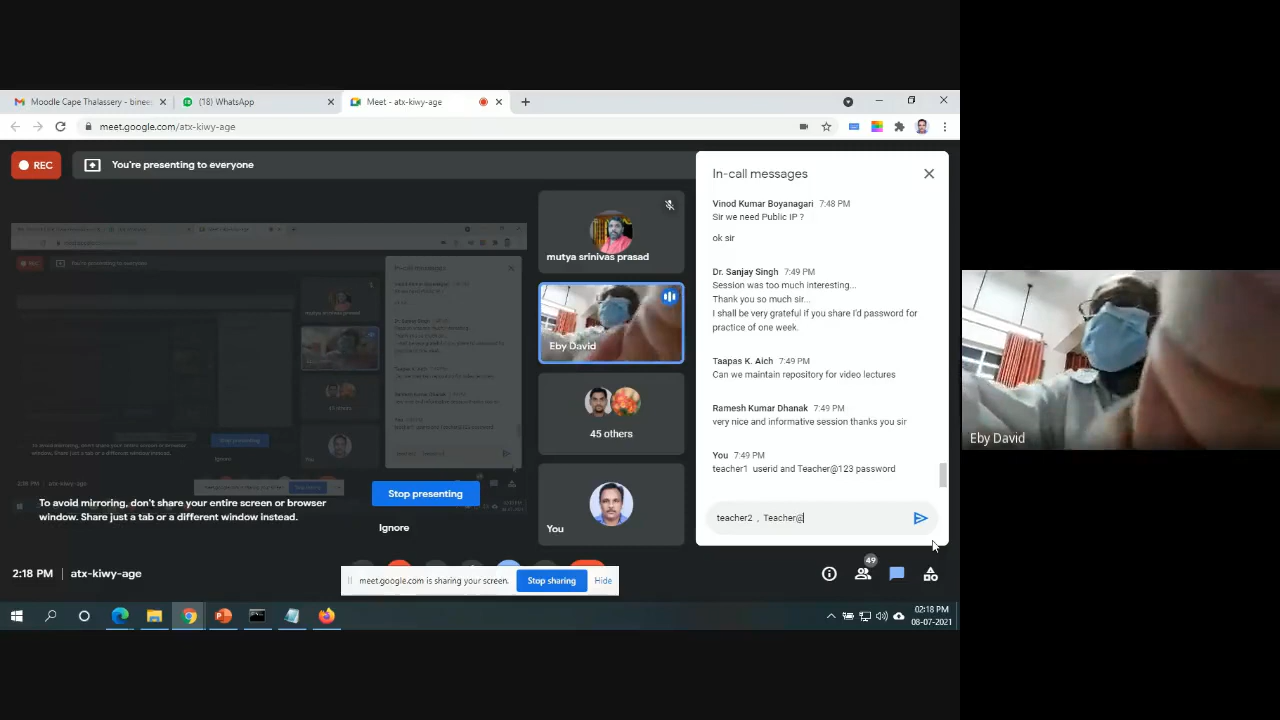 Moodle Cape Thalassery - binee
(18) WhatsApp
Meet - atx-kiwy-age
meet.google.com/atx-kiwy-age
REC
You're presenting to everyone
mutya srinivas prasad
Eby David
45 others
You
To avoid mirroring, don't share your entire screen or browser
window. Share just a tab or a different window instead.
Stop presenting
Ignore
In-call messages
Vinod Kumar Boyanagari 7:48 PM
Sir we need Public IP ?
ok sir
Dr. Sanjay Singh 7:49 PM
Session was too much interesting...
Thank you so much sir...
I shall be very grateful if you share I'd password for
practice of one week.
Taapas K. Aich 7:49 PM
Can we maintain repository for video lectures
Ramesh Kumar Dhanak 7:49 PM
very nice and informative session thanks you sir
You 7:49 PM
teacher1 userid and Teacher@123 password
teacher2 , Teacher@
2:18 PM | atx-kiwy-age
49
meet.google.com is sharing your screen.
Stop sharing
Hide
02:18 PM
08-07-2021
Eby David